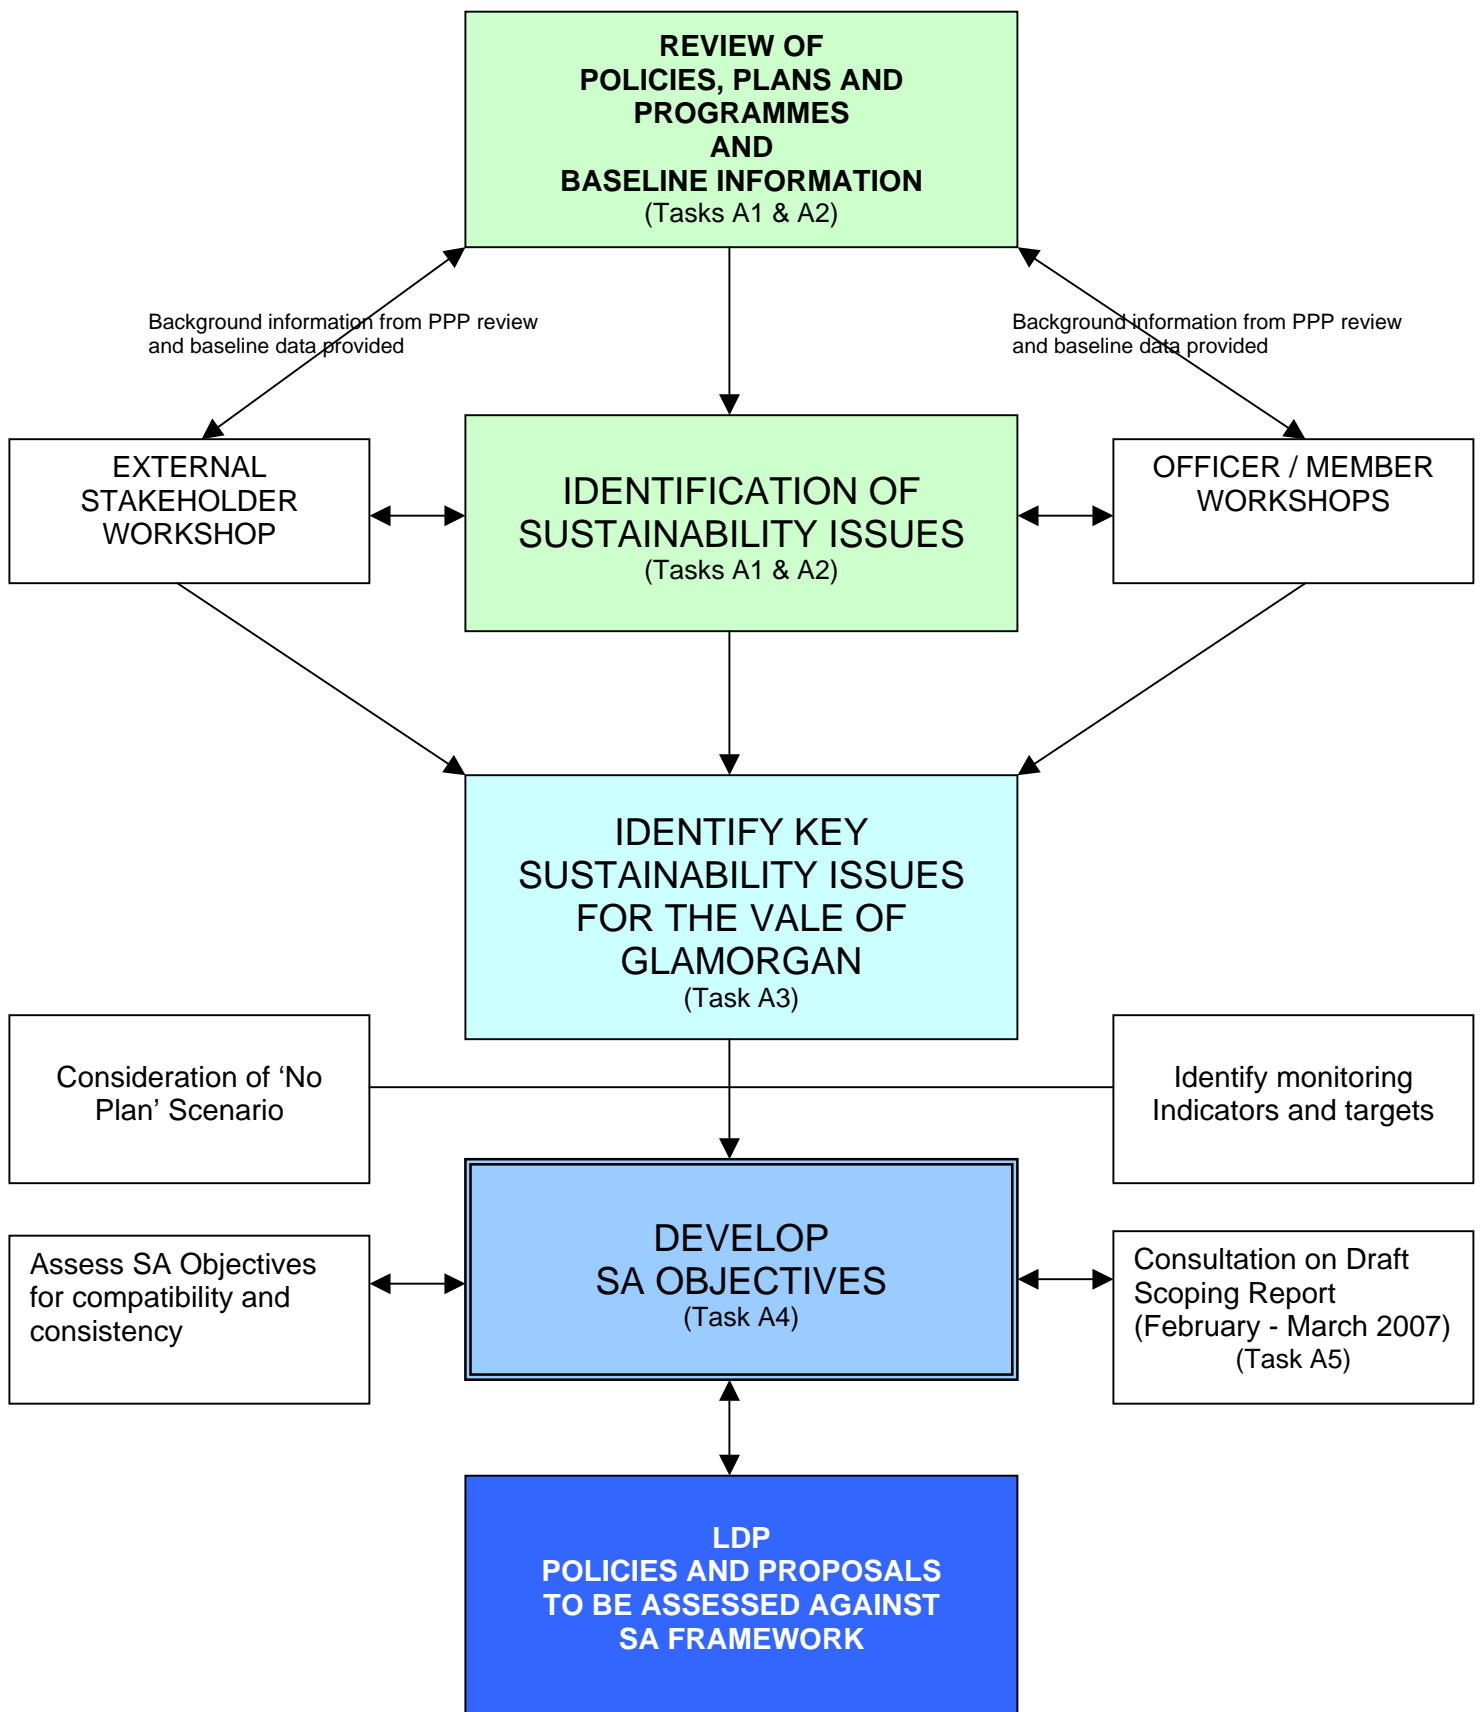 REVIEW OF
POLICIES, PLANS AND
PROGRAMMES
AND
BASELINE INFORMATION
(Tasks A1 & A2)
Background information from PPP review
and baseline data provided
Background information from PPP review
and baseline data provided
EXTERNAL
STAKEHOLDER
WORKSHOP
IDENTIFICATION OF
SUSTAINABILITY ISSUES
(Tasks A1 & A2)
OFFICER / MEMBER
WORKSHOPS
IDENTIFY KEY
SUSTAINABILITY ISSUES
FOR THE VALE OF
GLAMORGAN
(Task A3)
Consideration of ‘No
Plan’ Scenario
Identify monitoring
Indicators and targets
DEVELOP
SA OBJECTIVES
(Task A4)
Assess SA Objectives
for compatibility and
consistency
Consultation on Draft
Scoping Report
(February - March 2007)
(Task A5)
LDP
POLICIES AND PROPOSALS
TO BE ASSESSED AGAINST
SA FRAMEWORK